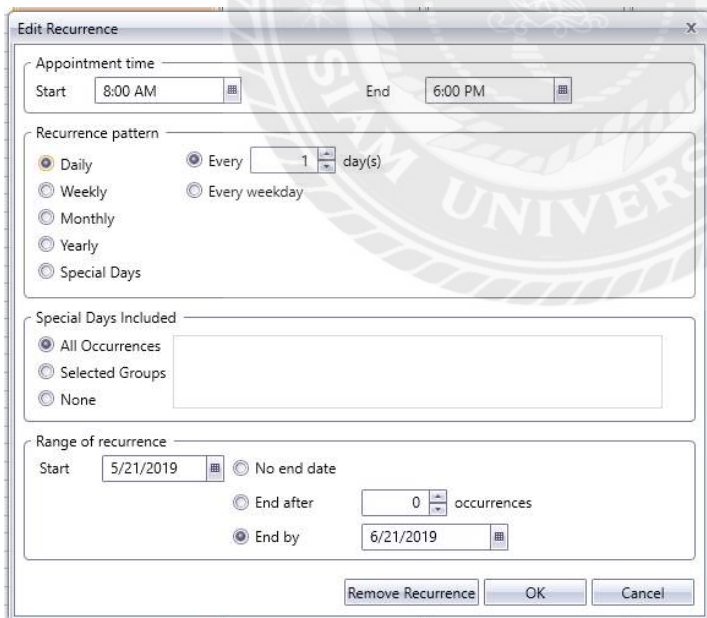 Edit Recurrence x
Appointment time
Start 8:00 AM End 6:00 PM
Recurrence pattern
Daily Every 1 day(s)
Weekly Every weekday
Monthly
Yearly
Special Days
Special Days Included
All Occurrences
Selected Groups
None
Range of recurrence
Start 5/21/2019 No end date
End after 0 occurrences
End by 6/21/2019
Remove Recurrence OK Cancel
SIAM UNIVER